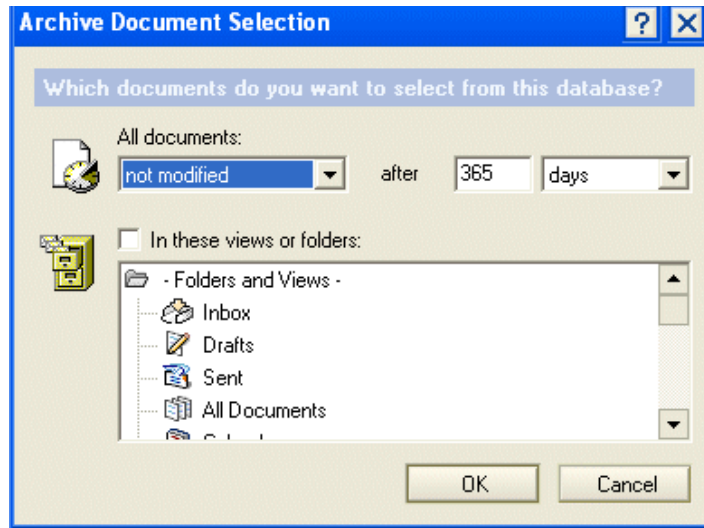 Archive Document Selection
Which documents do you want to select from this database?
All documents:
not modified after 365 days
In these views or folders:
- Folders and Views -
Inbox
Drafts
Sent
All Documents
OK Cancel